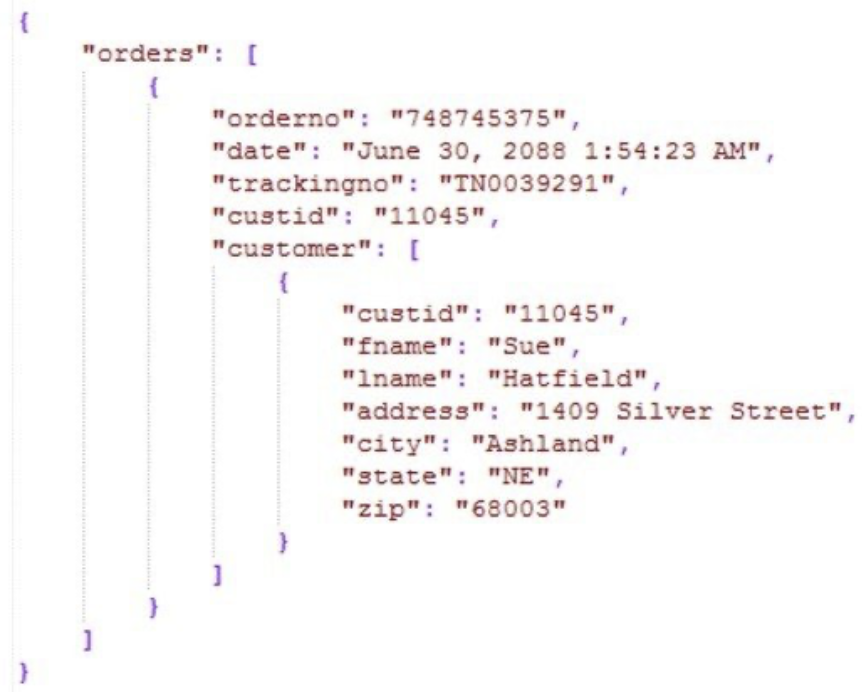 {
"orders": [
{
"orderno": "748745375",
"date": "June 30, 2088 1:54:23 AM",
"trackingno": "TN0039291",
"custid": "11045",
"customer": [
{
"custid": "11045",
"fname": "Sue",
"lname": "Hatfield",
"address": "1409 Silver Street",
"city": "Ashland",
"state": "NE",
"zip": "68003"
}
]
}
]
}